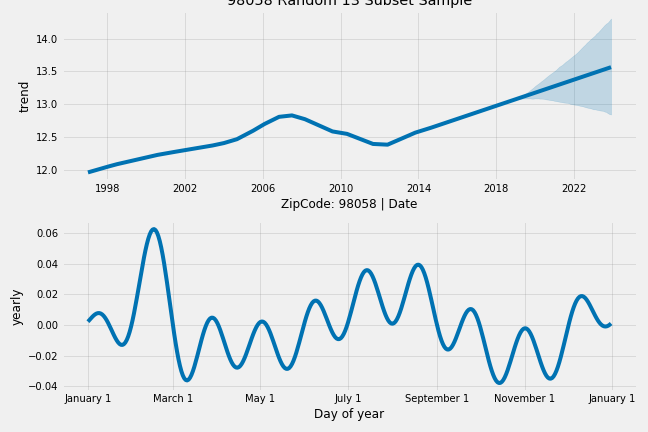 98058 Random 13 Subset Sample
14.0
13.5
13.0
12.5
12.0
trend
1998 2002 2006 2010 2014 2018 2022
ZipCode: 98058 | Date
0.06
0.04
0.02
0.00
−0.02
−0.04
yearly
January 1 March 1 May 1 July 1 September 1 November 1 January 1
Day of year